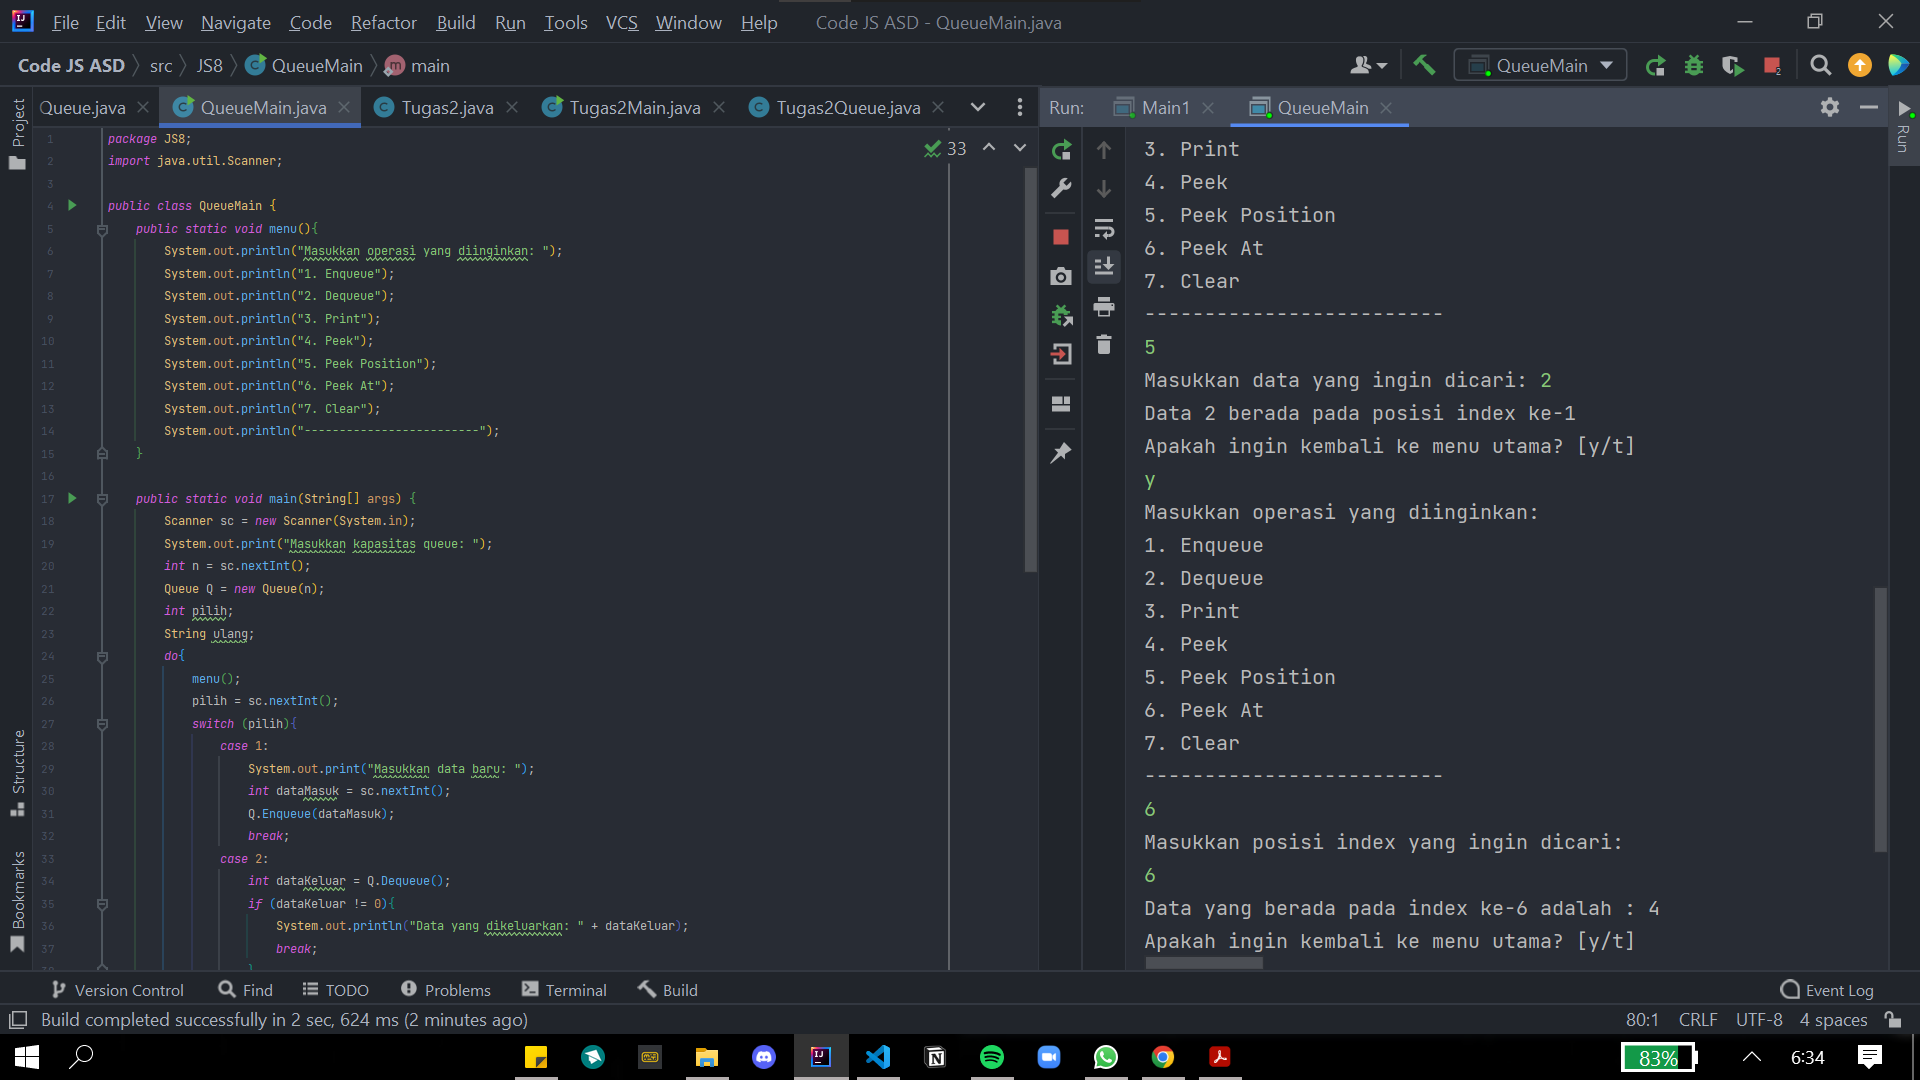 File Edit View Navigate Code Refactor Build Run Tools VCS Window Help Code JS ASD - QueueMain.java
Code JS ASD src JS8 QueueMain main
QueueMain
Queue.java QueueMain.java Tugas2.java Tugas2Main.java Tugas2Queue.java
Project
Structure
Bookmarks
33
1 package JS8;
2 import java.util.Scanner;
3
4 public class QueueMain {
5 public static void menu(){
6 System.out.println("Masukkan operasi yang diinginkan: ");
7 System.out.println("1. Enqueue");
8 System.out.println("2. Dequeue");
9 System.out.println("3. Print");
10 System.out.println("4. Peek");
11 System.out.println("5. Peek Position");
12 System.out.println("6. Peek At");
13 System.out.println("7. Clear");
14 System.out.println("-------------------------");
15 }
16
17 public static void main(String[] args) {
18 Scanner sc = new Scanner(System.in);
19 System.out.print("Masukkan kapasitas queue: ");
20 int n = sc.nextInt();
21 Queue Q = new Queue(n);
22 int pilih;
23 String ulang;
24 do{
25 menu();
26 pilih = sc.nextInt();
27 switch (pilih){
28 case 1:
29 System.out.print("Masukkan data baru: ");
30 int dataMasuk = sc.nextInt();
31 Q.Enqueue(dataMasuk);
32 break;
33 case 2:
34 int dataKeluar = Q.Dequeue();
35 if (dataKeluar != 0){
36 System.out.println("Data yang dikeluarkan: " + dataKeluar);
37 break;
Run: Main1 QueueMain
Run
3. Print
4. Peek
5. Peek Position
6. Peek At
7. Clear
-------------------------
5
Masukkan data yang ingin dicari: 2
Data 2 berada pada posisi index ke-1
Apakah ingin kembali ke menu utama? [y/t]
y
Masukkan operasi yang diinginkan:
1. Enqueue
2. Dequeue
3. Print
4. Peek
5. Peek Position
6. Peek At
7. Clear
-------------------------
6
Masukkan posisi index yang ingin dicari:
6
Data yang berada pada index ke-6 adalah : 4
Apakah ingin kembali ke menu utama? [y/t]
Version Control Find TODO Problems Terminal Build Event Log
Build completed successfully in 2 sec, 624 ms (2 minutes ago) 80:1 CRLF UTF-8 4 spaces
83% 6:34